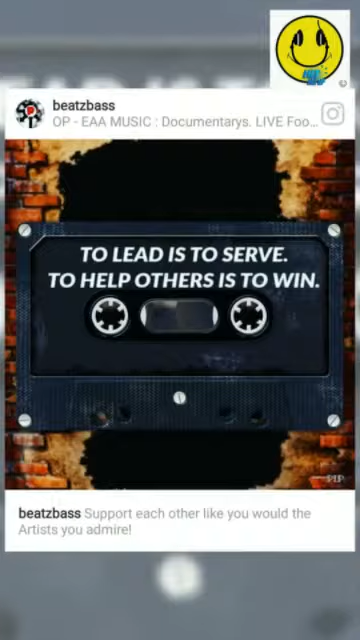 beatzbass
OP - EAA MUSIC : Documentarys. LIVE Foo...
TO LEAD IS TO SERVE.
TO HELP OTHERS IS TO WIN.
beatzbass Support each other like you would the
Artists you admire!